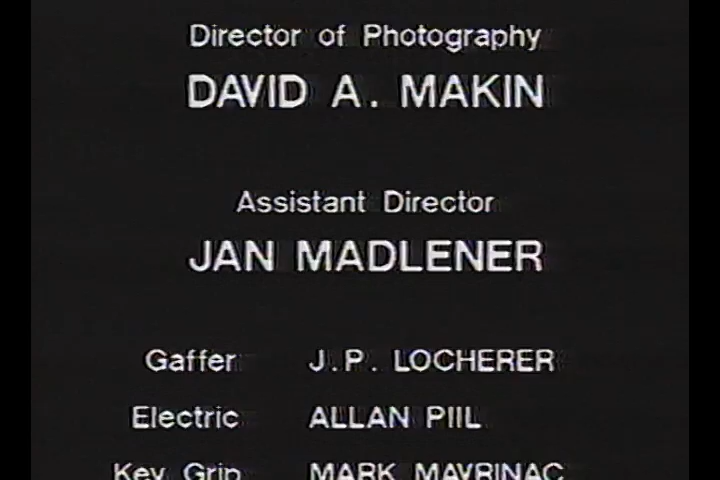 Director of Photography
DAVID A. MAKIN
Assistant Director
JAN MADLENER
Gaffer J.P. LOCHERER
Electric ALLAN PIIL
Key Grip MARK MAVRINAC